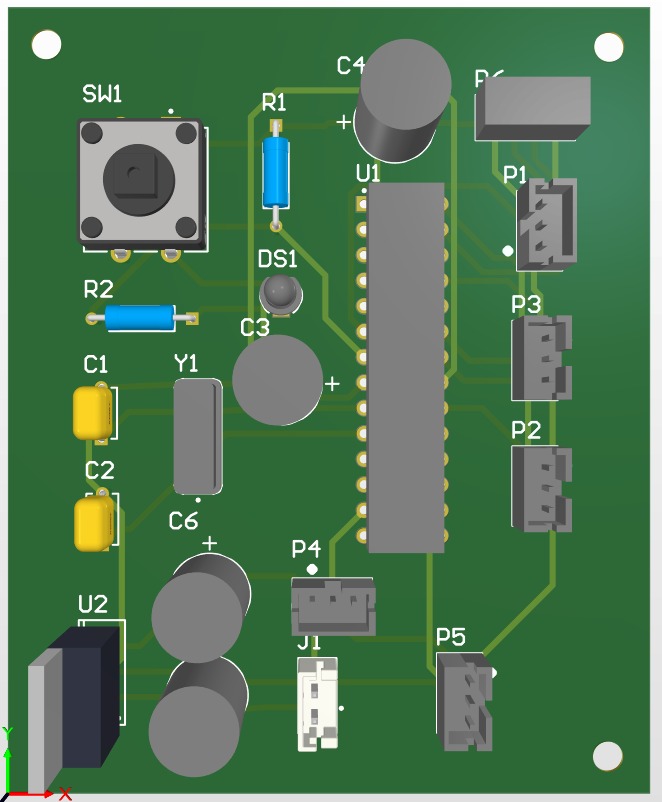 C4
P6
SW1
R1
+
P1
U1
DS1
R2
P3
C3
C1
Y1
+
P2
C2
C6
+
P4
U2
P5
J1
Y
X